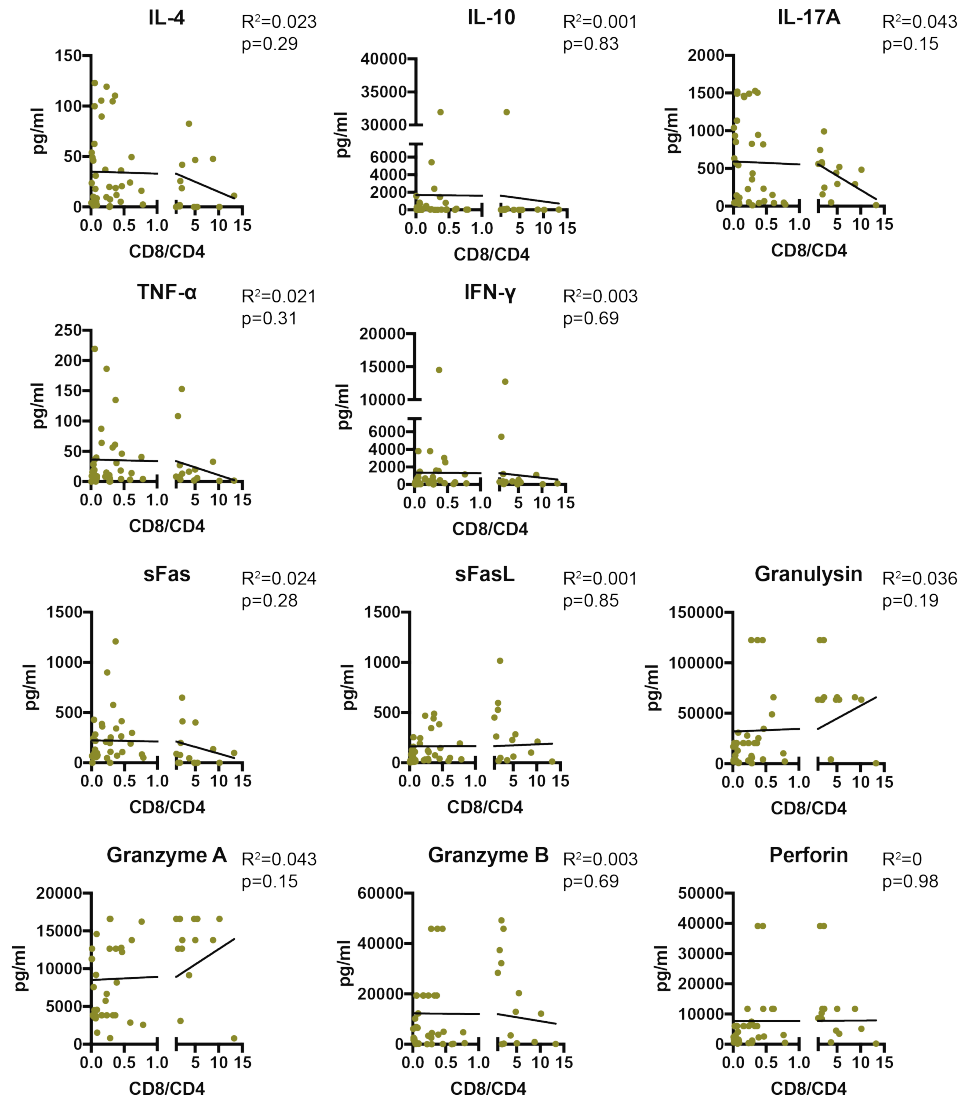 IL-4
R²=0.023
p=0.29
150
100
50
0
pg/ml
0.0 0.5 1.0 5 10 15
CD8/CD4
IL-10
R²=0.001
p=0.83
40000
35000
30000
6000
4000
2000
0
pg/ml
0.0 0.5 1.0 5 10 15
CD8/CD4
IL-17A
R²=0.043
p=0.15
2000
1500
1000
500
0
pg/ml
0.0 0.5 1.0 5 10 15
CD8/CD4
TNF-α
R²=0.021
p=0.31
250
200
150
100
50
0
pg/ml
0.0 0.5 1.0 5 10 15
CD8/CD4
IFN-γ
R²=0.003
p=0.69
20000
15000
10000
6000
4000
2000
0
pg/ml
0.0 0.5 1.0 5 10 15
CD8/CD4
sFas
R²=0.024
p=0.28
1500
1000
500
0
pg/ml
0.0 0.5 1.0 5 10 15
CD8/CD4
sFasL
R²=0.001
p=0.85
1500
1000
500
0
pg/ml
0.0 0.5 1.0 5 10 15
CD8/CD4
Granulysin
R²=0.036
p=0.19
150000
100000
50000
0
pg/ml
0.0 0.5 1.0 5 10 15
CD8/CD4
Granzyme A
R²=0.043
p=0.15
20000
15000
10000
5000
0
pg/ml
0.0 0.5 1.0 5 10 15
CD8/CD4
Granzyme B
R²=0.003
p=0.69
60000
40000
20000
0
pg/ml
0.0 0.5 1.0 5 10 15
CD8/CD4
Perforin
R²=0
p=0.98
50000
40000
30000
20000
10000
0
pg/ml
0.0 0.5 1.0 5 10 15
CD8/CD4